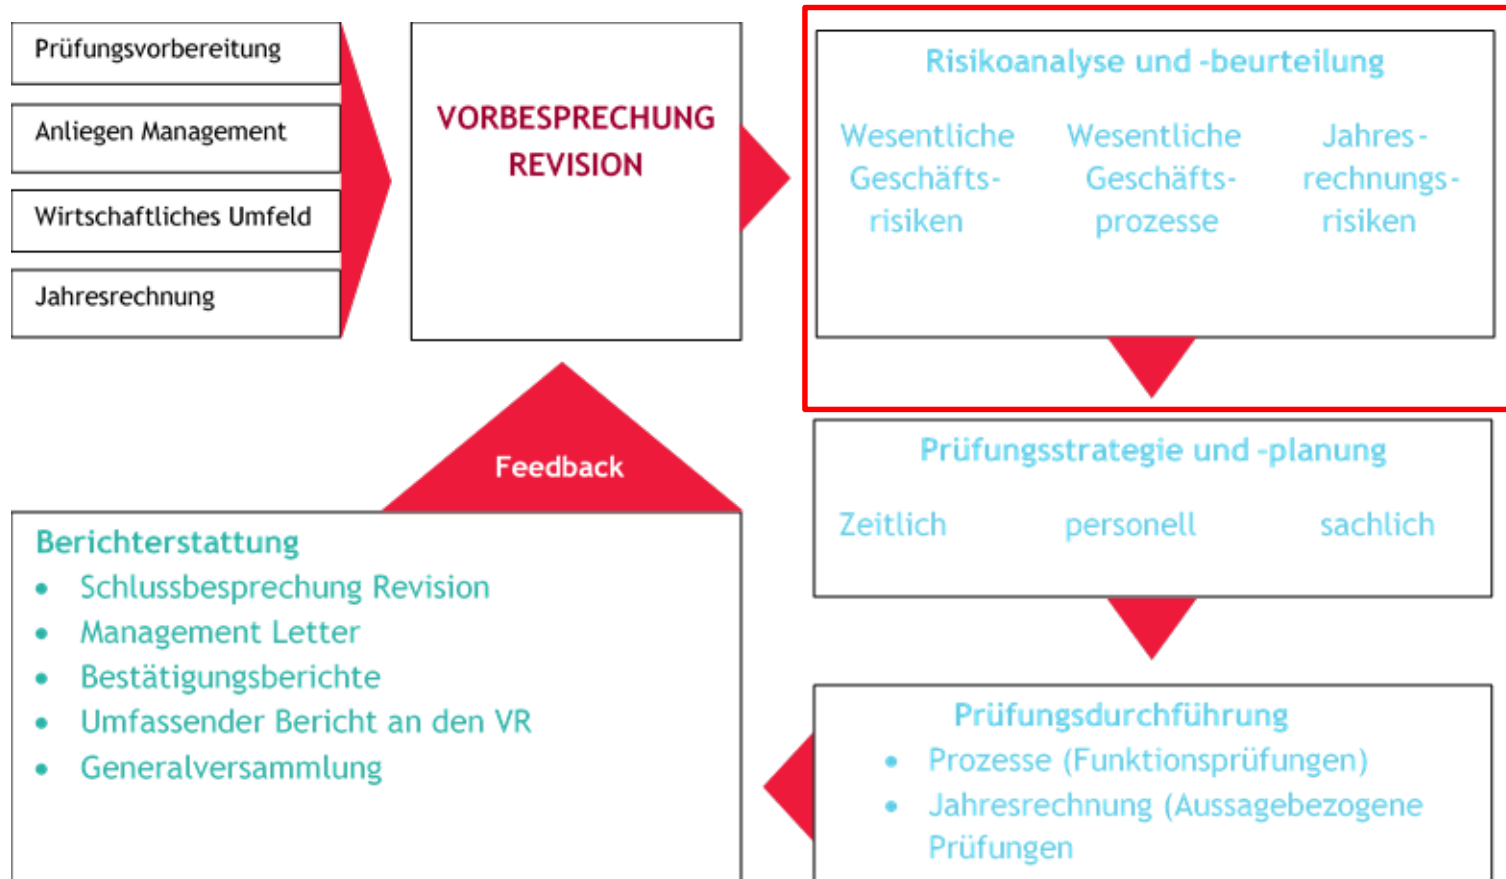 Prüfungsvorbereitung
Anliegen Management
Wirtschaftliches Umfeld
Jahresrechnung
VORBESPRECHUNG
REVISION
Risikoanalyse und -beurteilung
Wesentliche
Geschäfts-
risiken
Wesentliche
Geschäfts-
prozesse
Jahres-
rechnungs-
risiken
Prüfungsstrategie und -planung
Zeitlich personell sachlich
Prüfungsdurchführung
• Prozesse (Funktionsprüfungen)
• Jahresrechnung (Aussagebezogene
Prüfungen
Feedback
Berichterstattung
• Schlussbesprechung Revision
• Management Letter
• Bestätigungsberichte
• Umfassender Bericht an den VR
• Generalversammlung